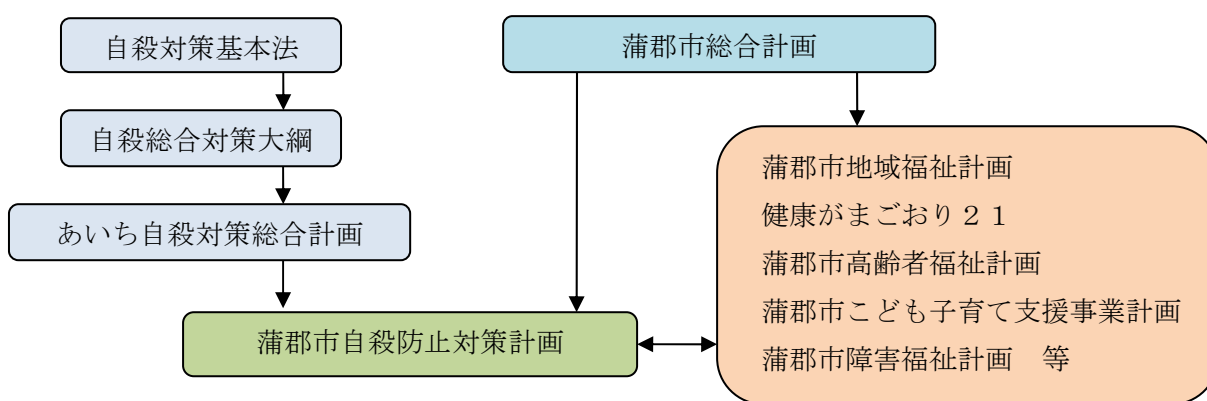 自殺対策基本法
蒲郡市総合計画
自殺総合対策大綱
あいち自殺対策総合計画
蒲郡市自殺防止対策計画
蒲郡市地域福祉計画
健康がまごおり２１
蒲郡市高齢者福祉計画
蒲郡市こども子育て支援事業計画
蒲郡市障害福祉計画　等